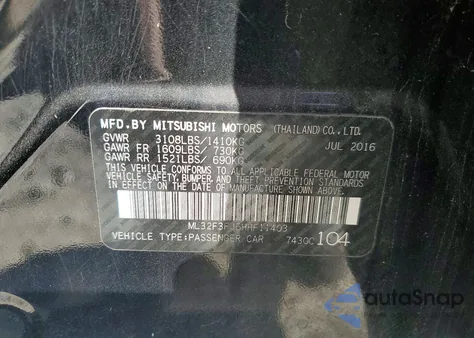 MFD.BY MITSUBISHI MOTORS (THAILAND) CO.,LTD.
GVWR 3108LBS/1410KG JUL 2016
GAWR FR 1609LBS/ 730KG
GAWR RR 1521LBS/ 690KG
THIS VEHICLE CONFORMS TO ALL APPLICABLE FEDERAL MOTOR
VEHICLE SAFETY, BUMPER, AND THEFT PREVENTION STANDARDS IN
EFFECT ON THE DATE OF MANUFACTURE SHOWN ABOVE.
VEHICLE TYPE:PASSENGER CAR 7430C 104
autoSnap